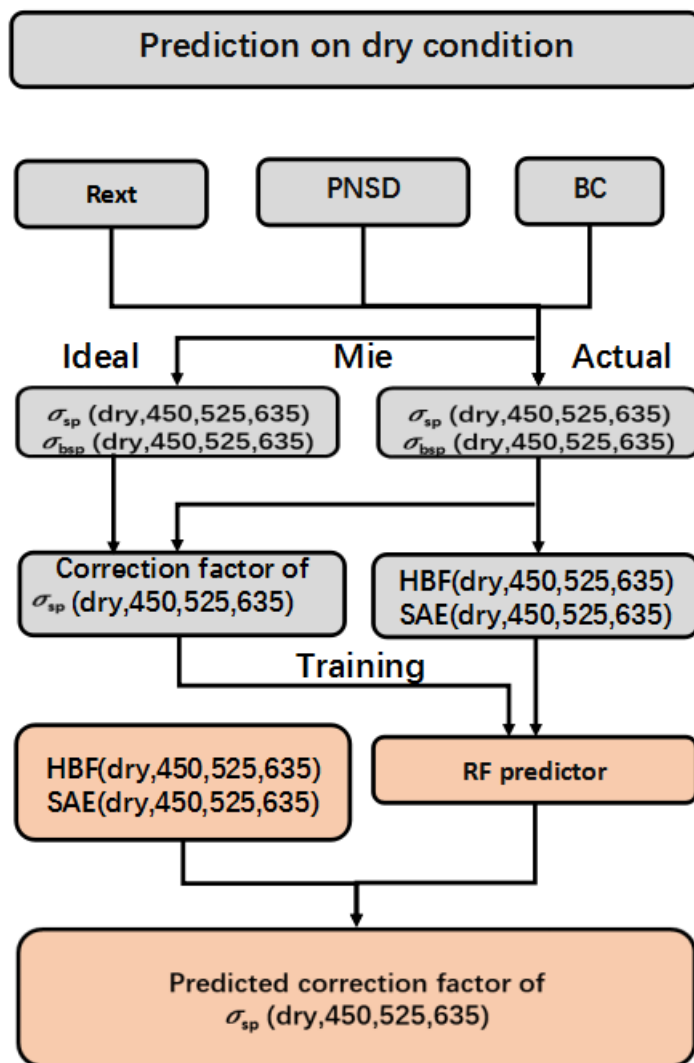 Prediction on dry condition
Rext
PNSD
BC
Ideal
Mie
Actual
σsp (dry,450,525,635)
σbsp (dry,450,525,635)
σsp (dry,450,525,635)
σbsp (dry,450,525,635)
Correction factor of
σsp (dry,450,525,635)
HBF(dry,450,525,635)
SAE(dry,450,525,635)
Training
HBF(dry,450,525,635)
SAE(dry,450,525,635)
RF predictor
Predicted correction factor of
σsp (dry,450,525,635)